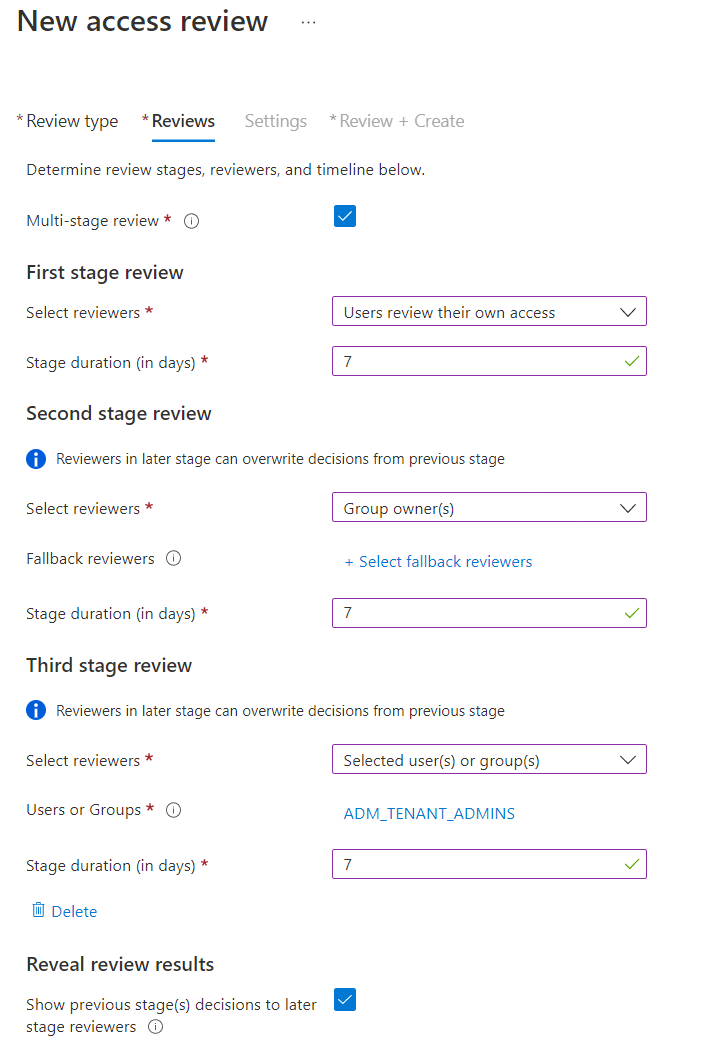 New access review ...
* Review type * Reviews Settings * Review + Create
Determine review stages, reviewers, and timeline below.
Multi-stage review *
First stage review
Select reviewers * Users review their own access
Stage duration (in days) * 7
Second stage review
Reviewers in later stage can overwrite decisions from previous stage
Select reviewers * Group owner(s)
Fallback reviewers + Select fallback reviewers
Stage duration (in days) * 7
Third stage review
Reviewers in later stage can overwrite decisions from previous stage
Select reviewers * Selected user(s) or group(s)
Users or Groups * ADM_TENANT_ADMINS
Stage duration (in days) * 7
Delete
Reveal review results
Show previous stage(s) decisions to later
stage reviewers